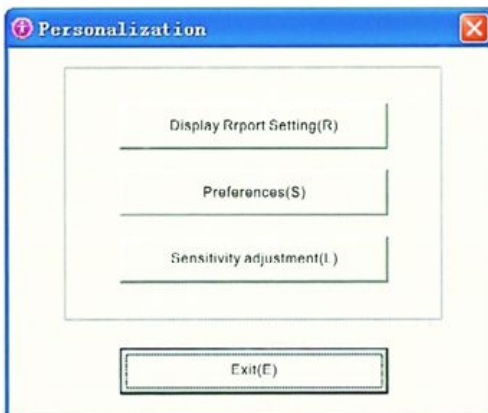 Personalization
Display Rrport Setting(R)
Preferences(S)
Sensitivity adjustment(L)
Exit(E)